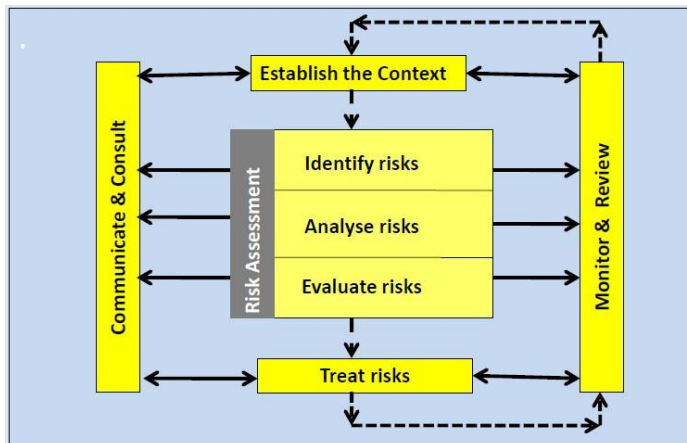 Establish the Context
Communicate & Consult
Risk Assessment
Identify risks
Analyse risks
Evaluate risks
Monitor & Review
Treat risks